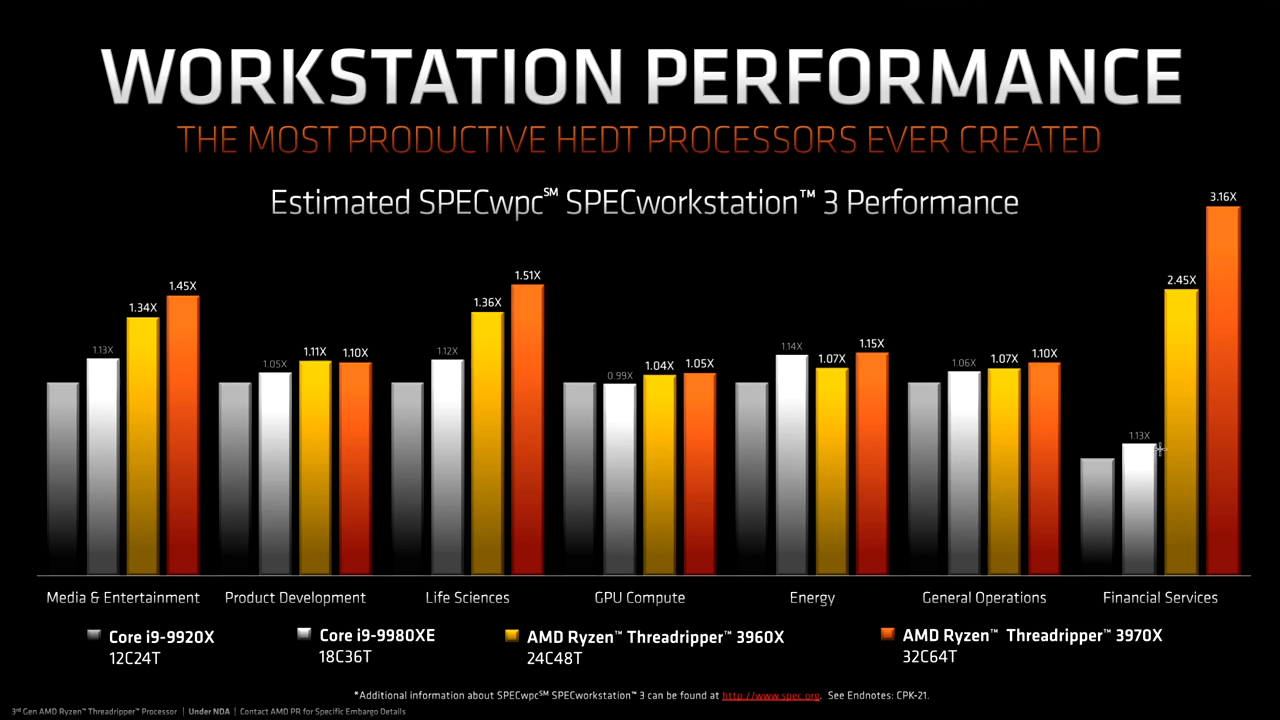 WORKSTATION PERFORMANCE
THE MOST PRODUCTIVE HEDT PROCESSORS EVER CREATED
Estimated SPECwpc℠ SPECworkstation™ 3 Performance
1.13X 1.34X 1.45X
1.05X 1.11X 1.10X
1.12X 1.36X 1.51X
0.99X 1.04X 1.05X
1.14X 1.07X 1.15X
1.06X 1.07X 1.10X
1.13X 2.45X 3.16X
Media & Entertainment Product Development Life Sciences GPU Compute Energy General Operations Financial Services
Core i9-9920X Core i9-9980XE AMD Ryzen™ Threadripper™ 3960X AMD Ryzen™ Threadripper™ 3970X
12C24T 18C36T 24C48T 32C64T
*Additional information about SPECwpc℠ SPECWorkstation™ 3 can be found at http://www.spec.org. See Endnotes: CPK-21.
3rd Gen AMD Ryzen™ Threadripper™ Processor | Under NDA | Contact AMD PR for Specific Embargo Details